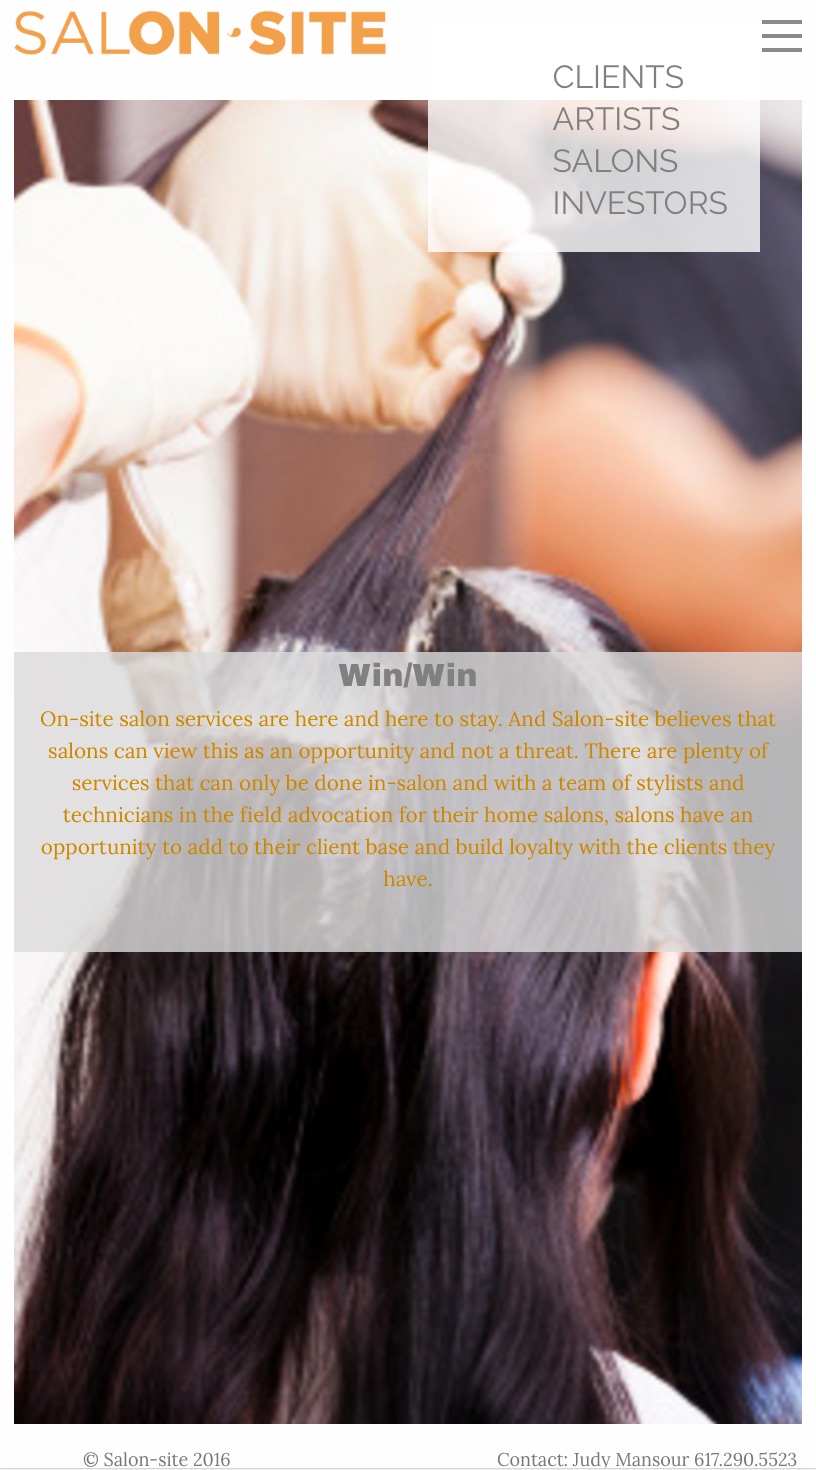 SALON·SITE
CLIENTS
ARTISTS
SALONS
INVESTORS
Win/Win
On-site salon services are here and here to stay. And Salon-site believes that
salons can view this as an opportunity and not a threat. There are plenty of
services that can only be done in-salon and with a team of stylists and
technicians in the field advocation for their home salons, salons have an
opportunity to add to their client base and build loyalty with the clients they
have.
© Salon-site 2016
Contact: Judy Mansour 617.290.5523